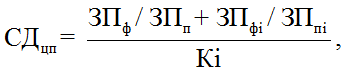 СДцп = (ЗПф / ЗПп + ЗПфі / ЗПпі) / Кі ,